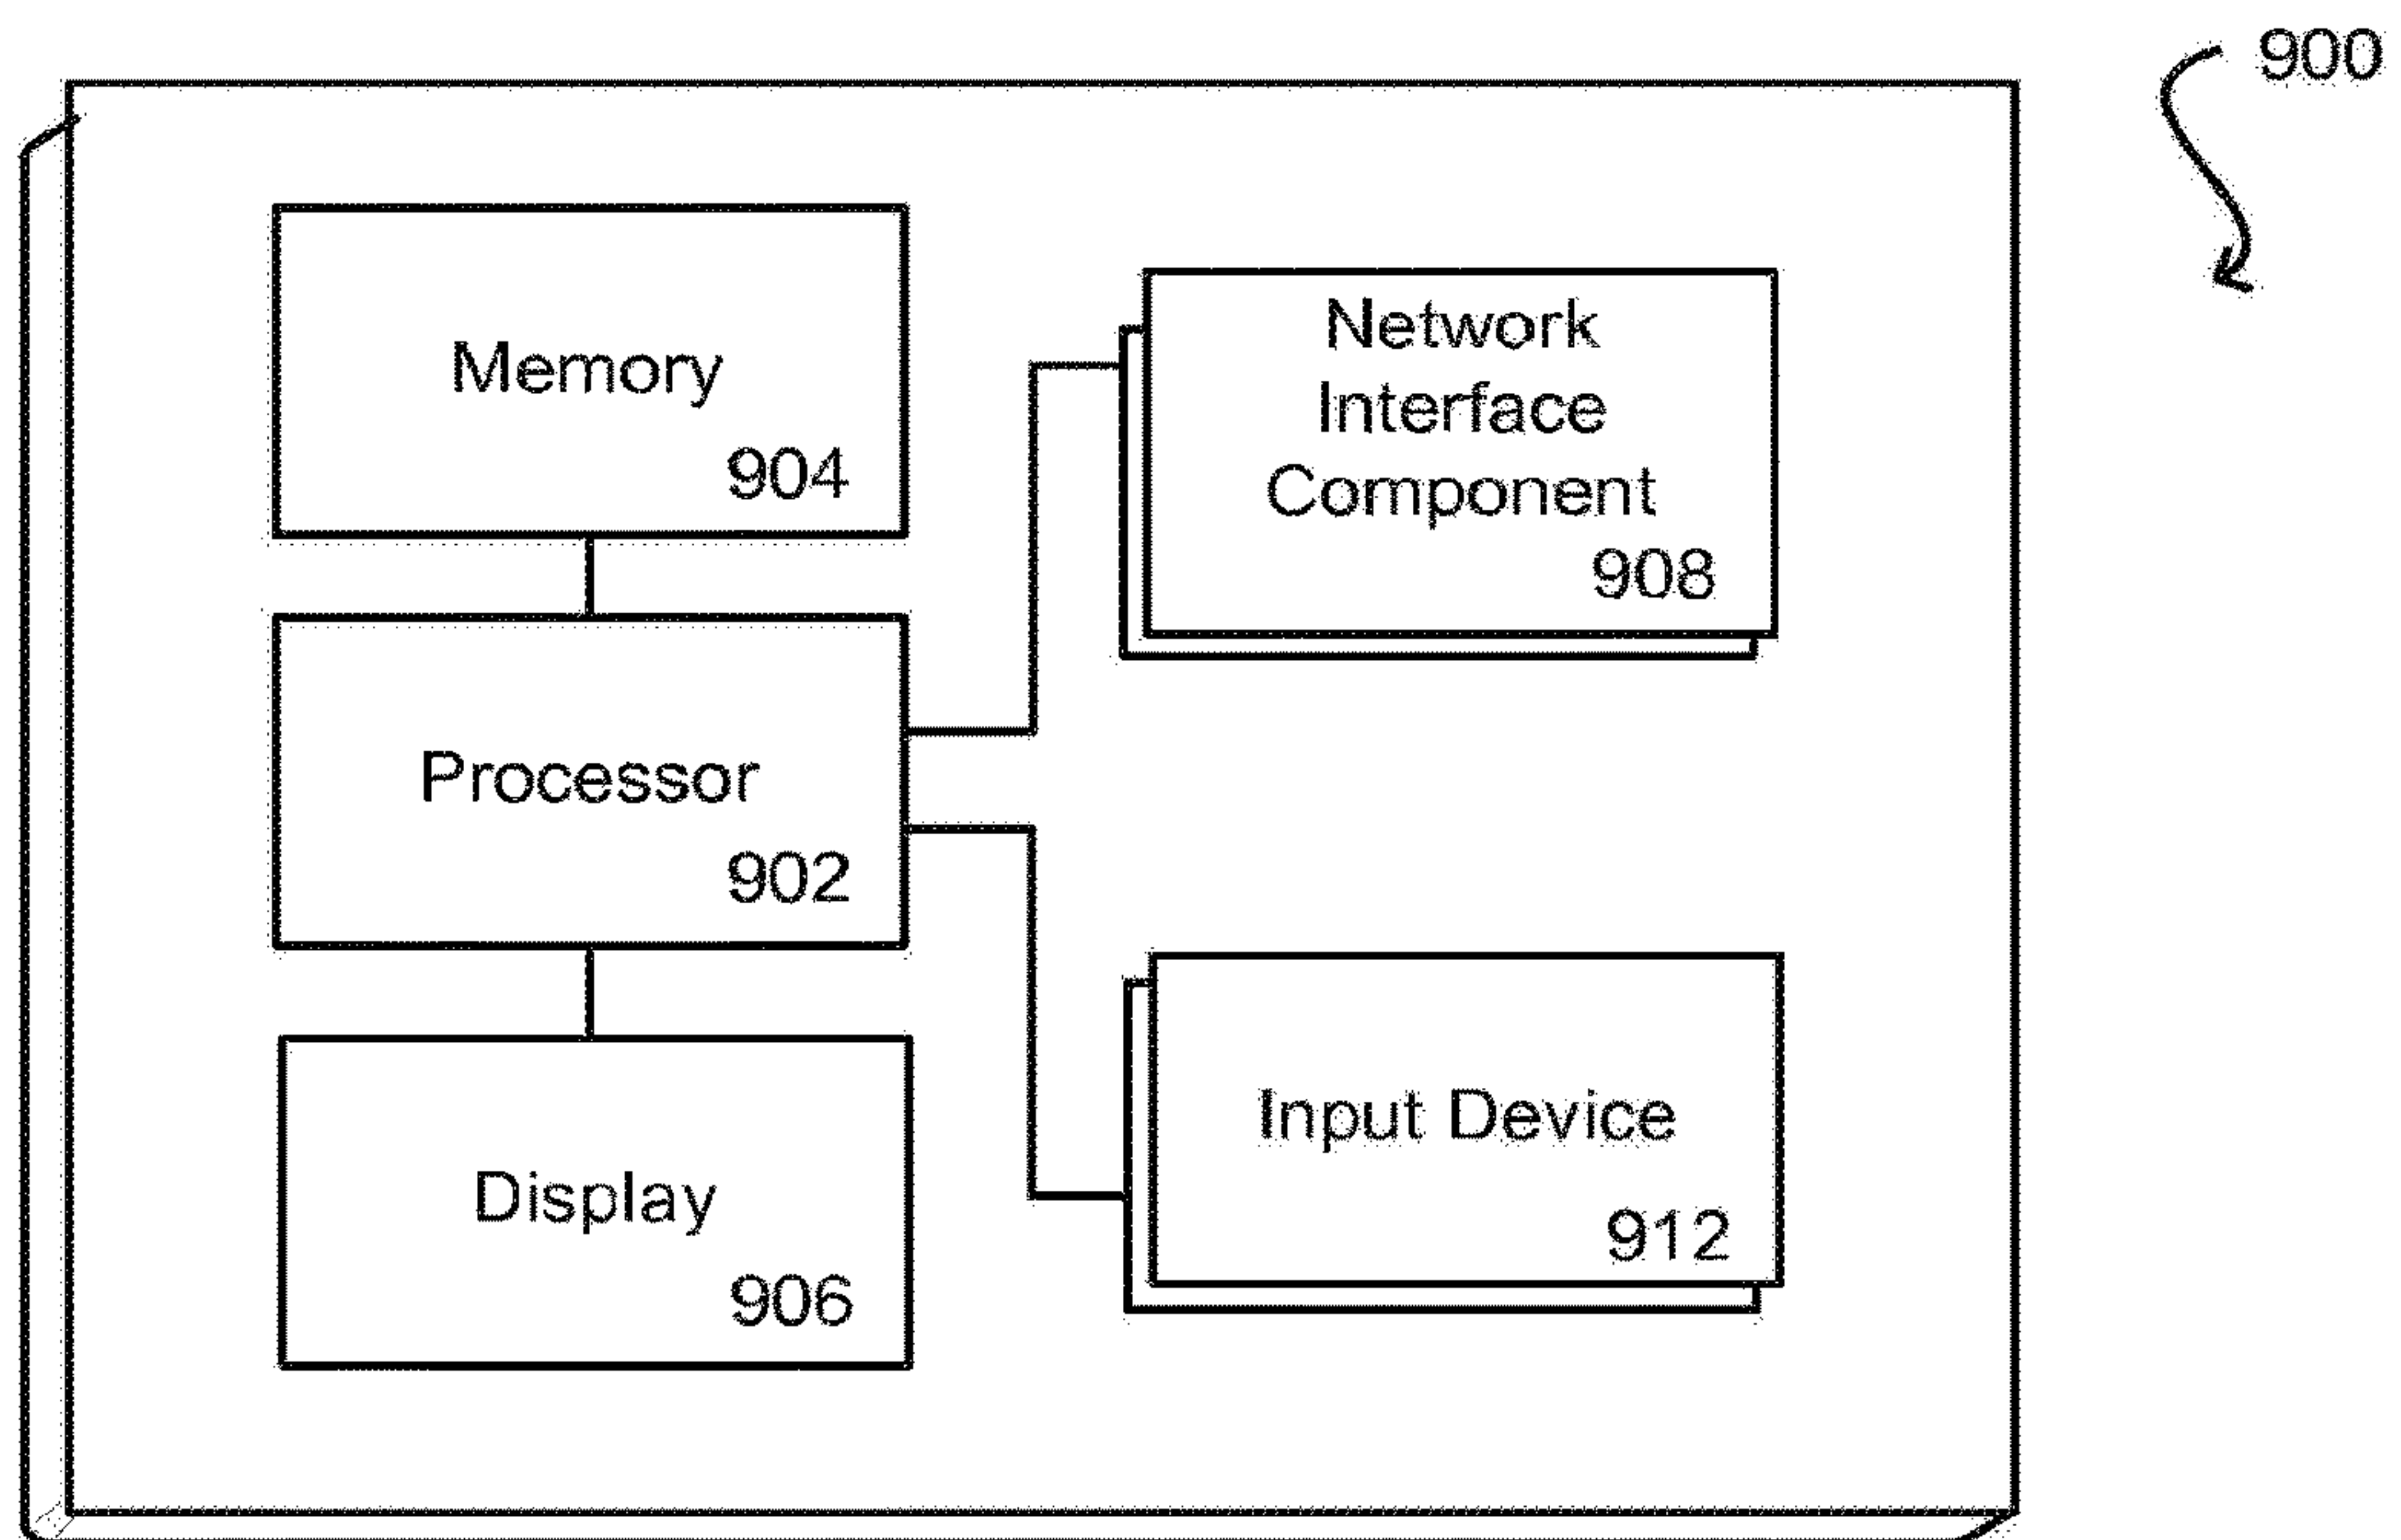 900
Memory
904
Network
Interface
Component
908
Processor
902
Input Device
912
Display
906